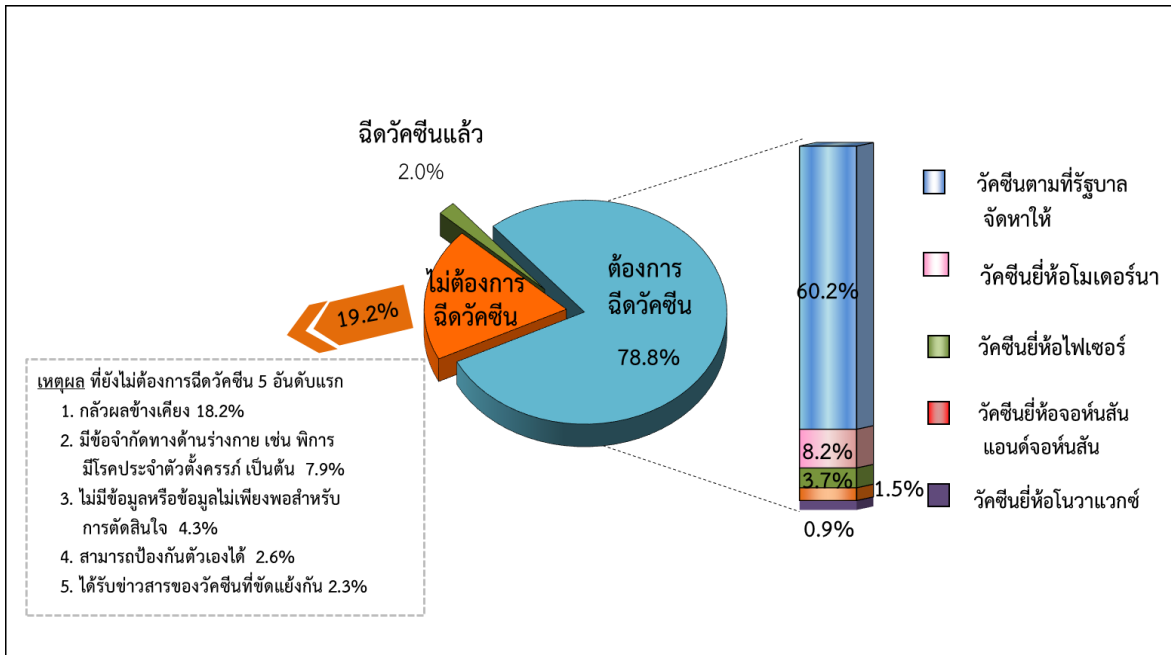 ฉีดวัคซีนแล้ว
2.0%
ไม่ต้องการ
ฉีดวัคซีน
19.2%
ต้องการ
ฉีดวัคซีน
78.8%
60.2%
8.2%
3.7%
1.5%
0.9%
วัคซีนตามที่รัฐบาล
จัดหาให้
วัคซีนยี่ห้อโมเดอร์นา
วัคซีนยี่ห้อไฟเซอร์
วัคซีนยี่ห้อจอห์นสัน
แอนด์จอห์นสัน
วัคซีนยี่ห้อโนวาแวกซ์
เหตุผล ที่ยังไม่ต้องการฉีดวัคซีน 5 อันดับแรก
1. กลัวผลข้างเคียง 18.2%
2. มีข้อจำกัดทางด้านร่างกาย เช่น พิการ
มีโรคประจำตัวตั้งครรภ์ เป็นต้น 7.9%
3. ไม่มีข้อมูลหรือข้อมูลไม่เพียงพอสำหรับ
การตัดสินใจ 4.3%
4. สามารถป้องกันตัวเองได้ 2.6%
5. ได้รับข่าวสารของวัคซีนที่ขัดแย้งกัน 2.3%